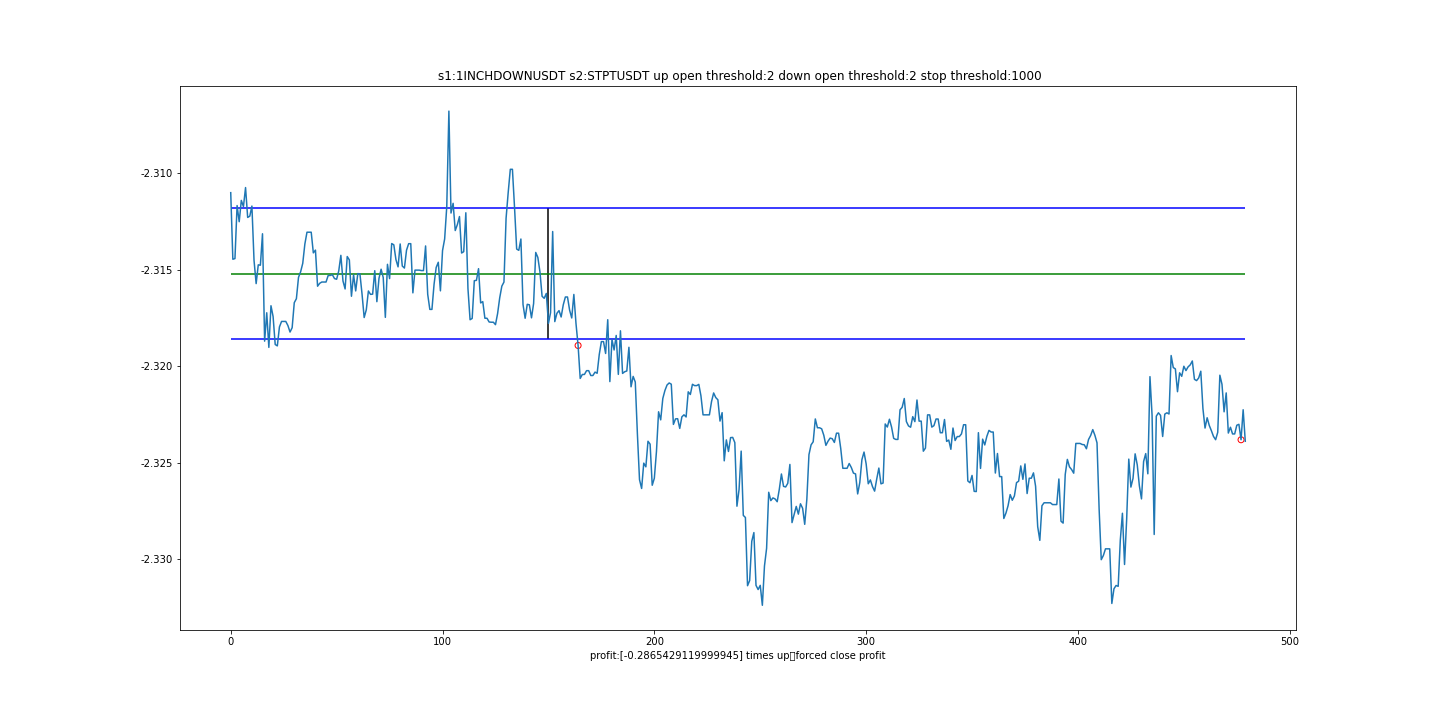 s1:1INCHDOWNUSDT s2:STPTUSDT up open threshold:2 down open threshold:2 stop threshold:1000
-2.310
-2.315
-2.320
-2.325
-2.330
0 100 200 300 400 500
profit:[-0.2865429119999945] times up▯forced close profit